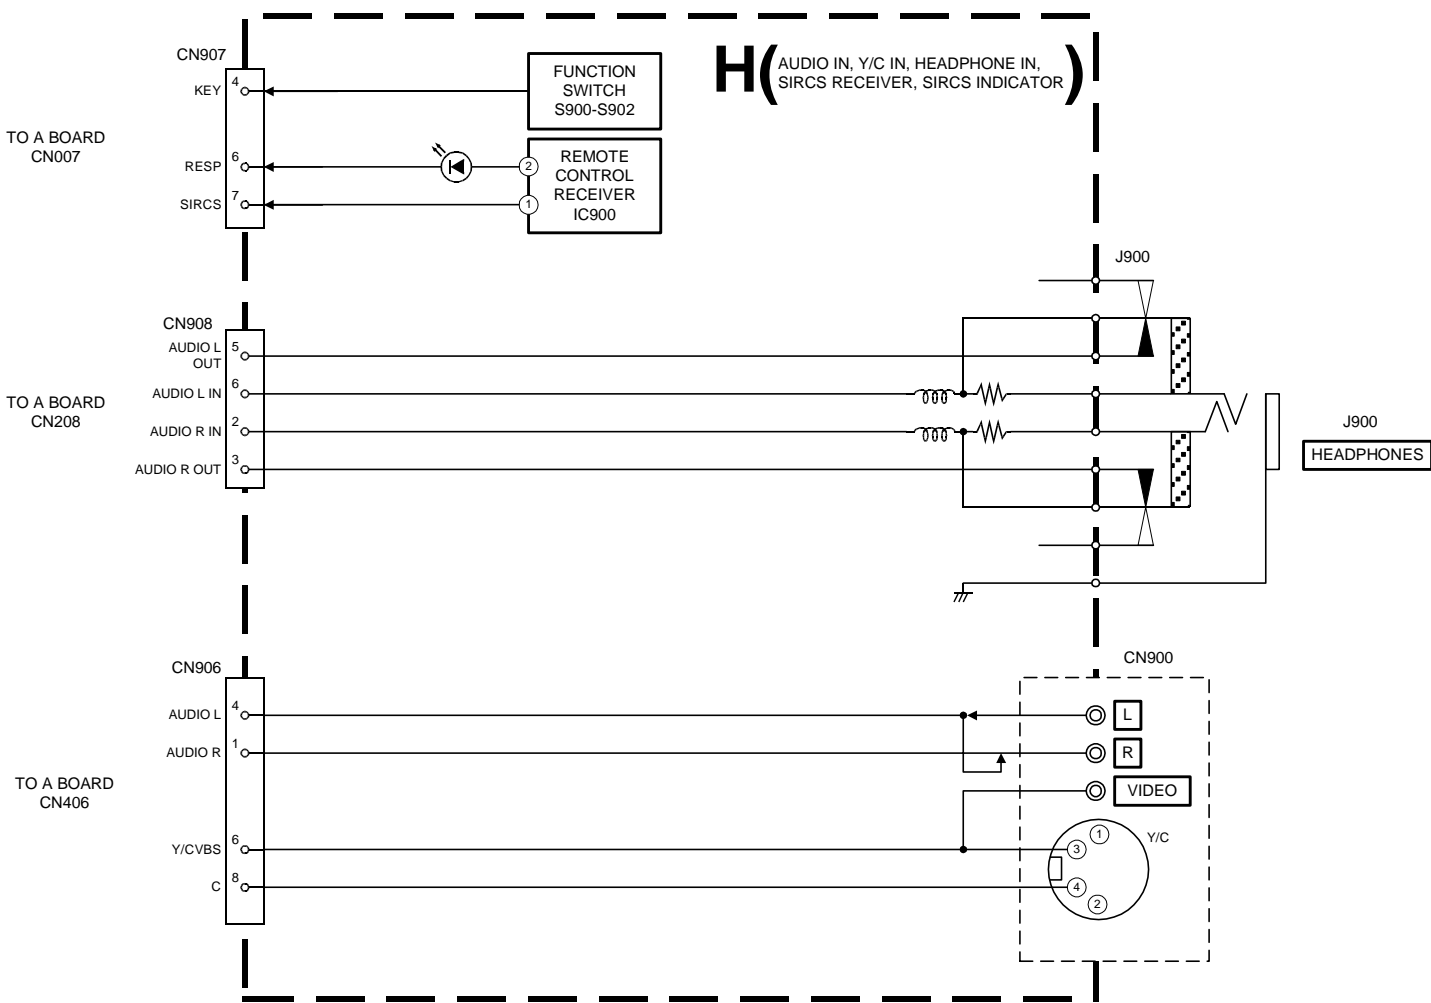 H( AUDIO IN, Y/C IN, HEADPHONE IN,
SIRCS RECEIVER, SIRCS INDICATOR )
CN907
TO A BOARD
CN007
KEY 4
RESP 6
SIRCS 7
FUNCTION
SWITCH
S900-S902
2
1
REMOTE
CONTROL
RECEIVER
IC900
J900
CN908
TO A BOARD
CN208
AUDIO L
OUT
5
AUDIO L IN 6
AUDIO R IN 2
AUDIO R OUT 3
J900
HEADPHONES
CN906
TO A BOARD
CN406
AUDIO L 4
AUDIO R 1
Y/CVBS 6
C 8
CN900
L
R
VIDEO
Y/C
1
3
4
2